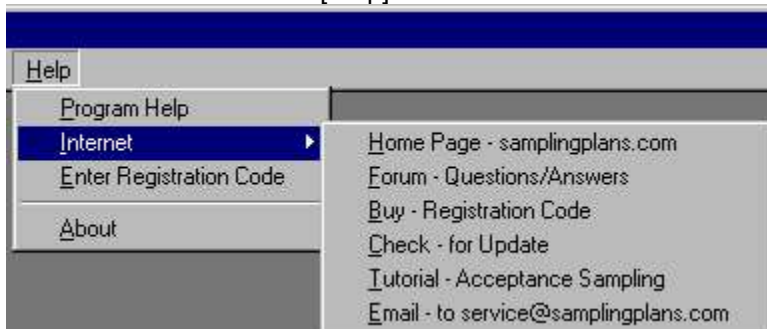 Help
Program Help
Internet
Enter Registration Code
About
Home Page - samplingplans.com
Forum - Questions/Answers
Buy - Registration Code
Check - for Update
Tutorial - Acceptance Sampling
Email - to service@samplingplans.com